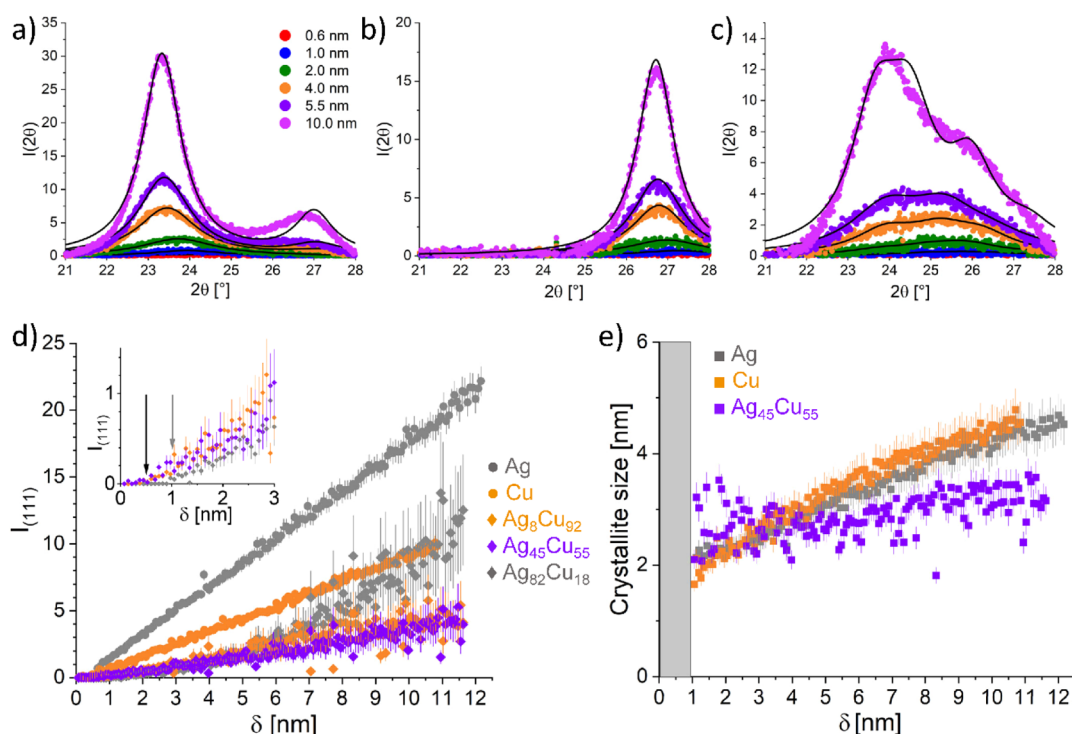 a)
35
30
25
20
15
10
5
0
I(2θ)
21 22 23 24 25 26 27 28
2θ [°]
0.6 nm
1.0 nm
2.0 nm
4.0 nm
5.5 nm
10.0 nm
b)
20
15
10
5
0
I(2θ)
21 22 23 24 25 26 27 28
2θ [°]
c)
14
12
10
8
6
4
2
0
I(2θ)
21 22 23 24 25 26 27 28
2θ [°]
d)
25
20
15
10
5
0
I(111)
0 1 2 3 4 5 6 7 8 9 10 11 12
δ [nm]
1
0
I(111)
0 1 2 3
δ [nm]
Ag
Cu
Ag8Cu92
Ag45Cu55
Ag82Cu18
e)
6
4
2
0
Crystallite size [nm]
0 1 2 3 4 5 6 7 8 9 10 11 12
δ [nm]
Ag
Cu
Ag45Cu55